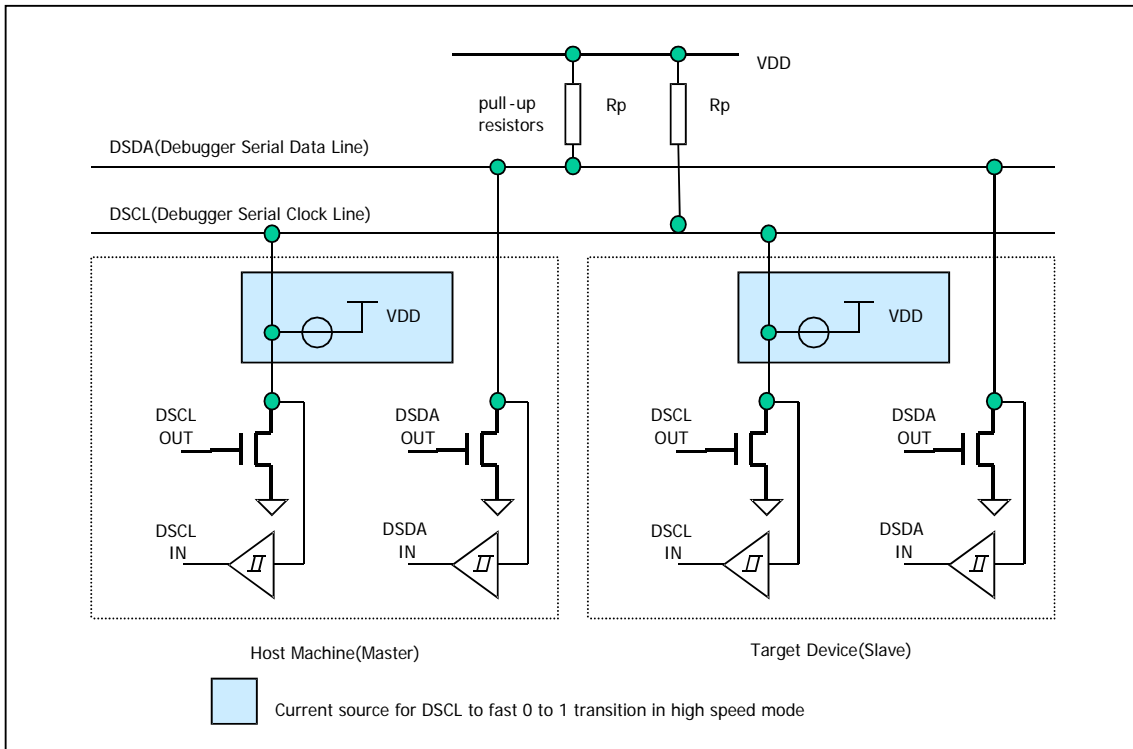 VDD
pull-up Rp Rp
resistors
DSDA(Debugger Serial Data Line)
DSCL(Debugger Serial Clock Line)
VDD VDD
DSCL DSDA DSCL DSDA
OUT OUT OUT OUT
DSCL DSDA DSCL DSDA
IN IN IN IN
Host Machine(Master) Target Device(Slave)
Current source for DSCL to fast 0 to 1 transition in high speed mode